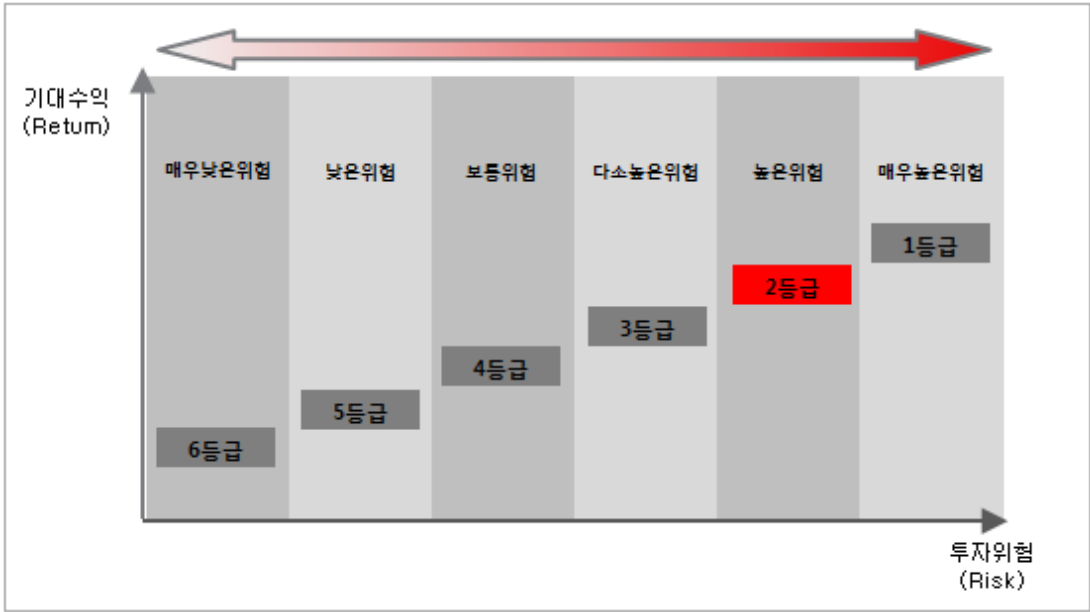 기대수익
(Return)
매우낮은위험
낮은위험
보통위험
다소높은위험
높은위험
매우높은위험
1등급
2등급
3등급
4등급
5등급
6등급
투자위험
(Risk)